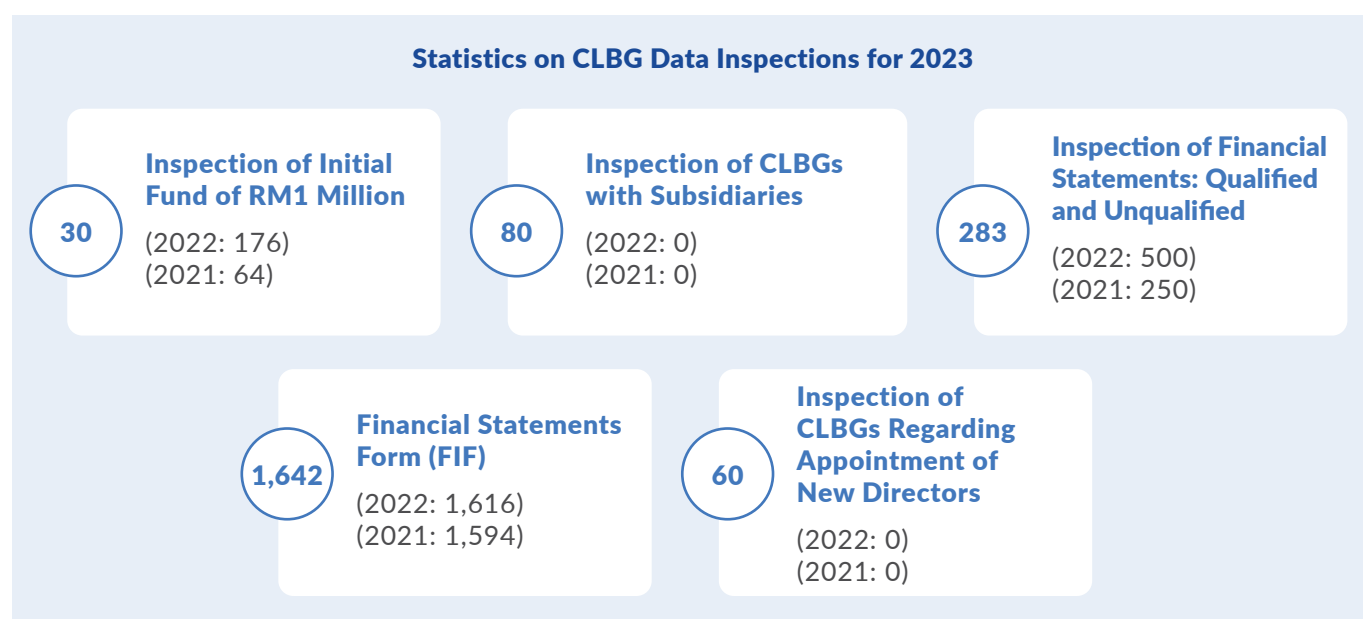 Statistics on CLBG Data Inspections for 2023
30
Inspection of Initial
Fund of RM1 Million
(2022: 176)
(2021: 64)
80
Inspection of CLBGs
with Subsidiaries
(2022: 0)
(2021: 0)
283
Inspection of Financial
Statements: Qualified
and Unqualified
(2022: 500)
(2021: 250)
1,642
Financial Statements
Form (FIF)
(2022: 1,616)
(2021: 1,594)
60
Inspection of
CLBGs Regarding
Appointment of
New Directors
(2022: 0)
(2021: 0)